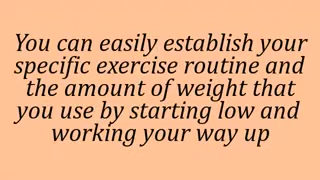 You can easily establish your
specific exercise routine and
the amount of weight that
you use by starting low and
working your way up